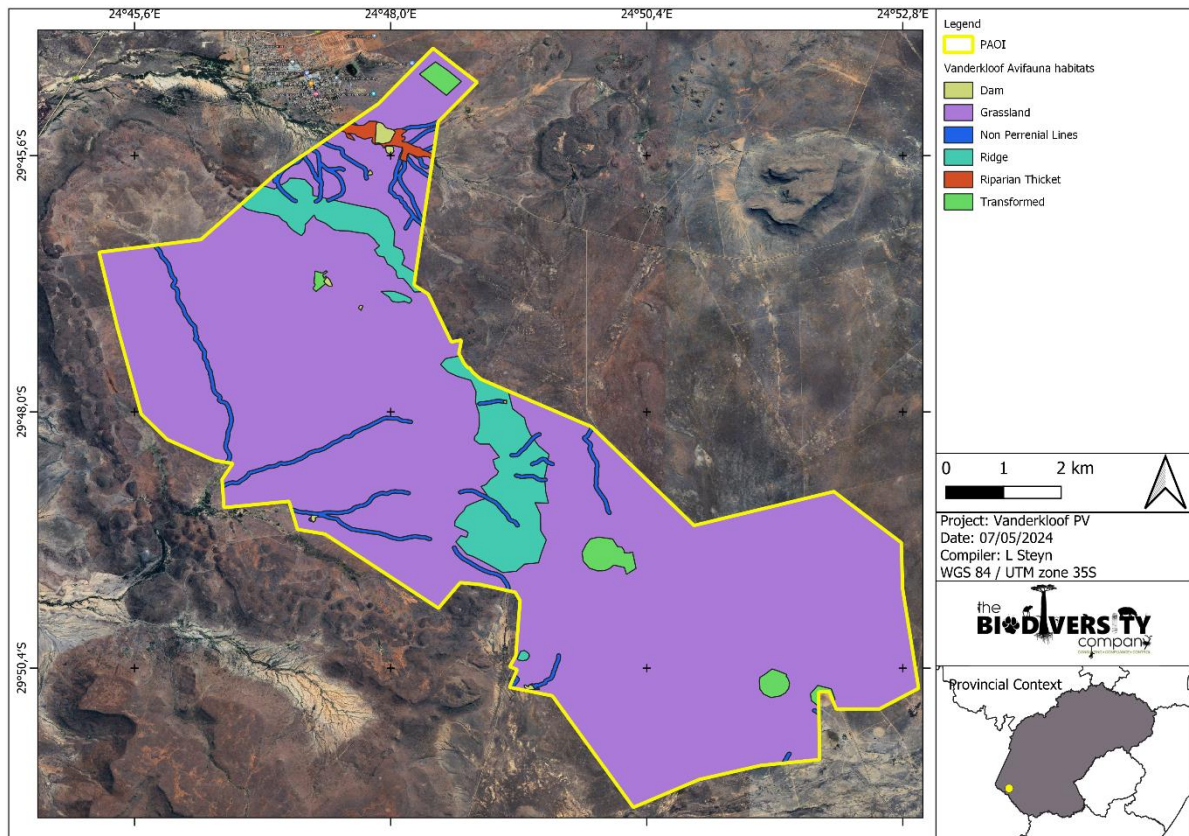 24°45,6'E
24°48,0'E
24°50,4'E
24°52,8'E
29°45,6'S
29°48,0'S
29°50,4'S
Legend
PAOI
Vanderkloof Avifauna habitats
Dam
Grassland
Non Perrenial Lines
Ridge
Riparian Thicket
Transformed
0 1 2 km
Project: Vanderkloof PV
Date: 07/05/2024
Compiler: L Steyn
WGS 84 / UTM zone 35S
the
BIODIVERSITY
company
Provincial Context